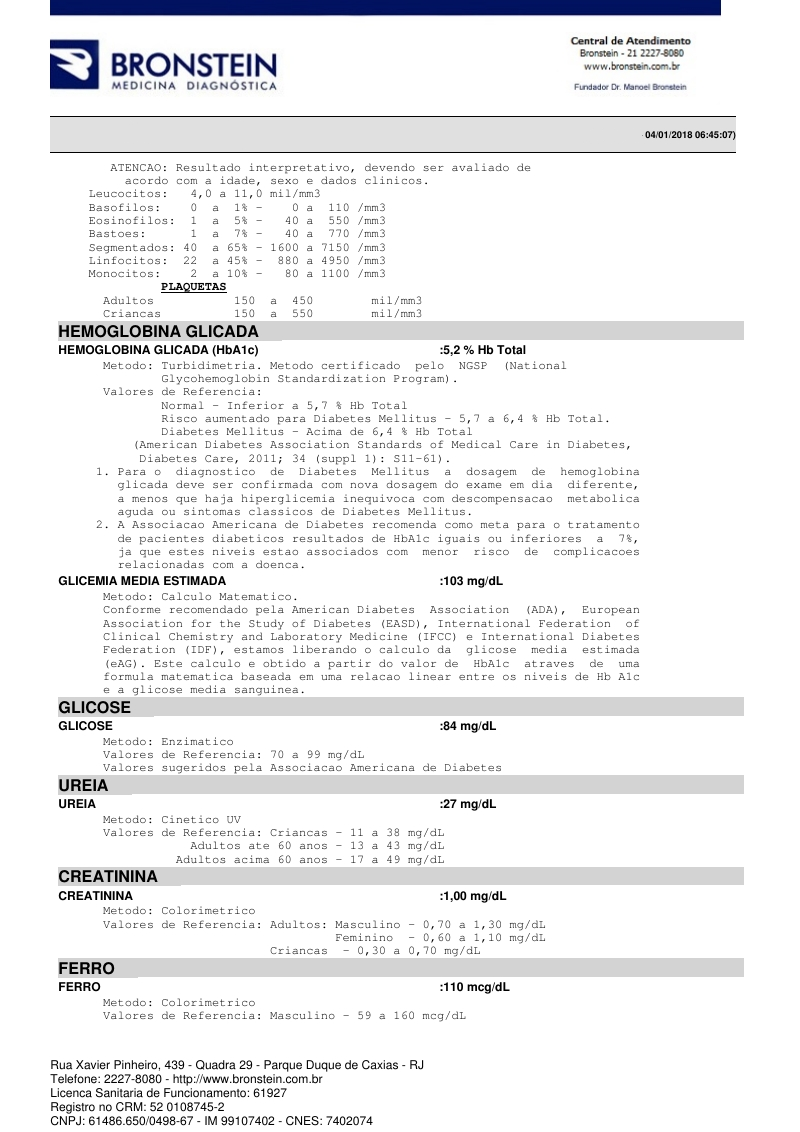 BRONSTEIN
MEDICINA DIAGNÓSTICA
Central de Atendimento
Bronstein - 21 2227-8080
www.bronstein.com.br
Fundador Dr. Manoel Bronstein
04/01/2018 06:45:07)
ATENCAO: Resultado interpretativo, devendo ser avaliado de
acordo com a idade, sexo e dados clinicos.
Leucocitos: 4,0 a 11,0 mil/mm3
Basofilos: 0 a 1% - 0 a 110 /mm3
Eosinofilos: 1 a 5% - 40 a 550 /mm3
Bastoes: 1 a 7% - 40 a 770 /mm3
Segmentados: 40 a 65% - 1600 a 7150 /mm3
Linfocitos: 22 a 45% - 880 a 4950 /mm3
Monocitos: 2 a 10% - 80 a 1100 /mm3
PLAQUETAS
Adultos 150 a 450 mil/mm3
Criancas 150 a 550 mil/mm3
HEMOGLOBINA GLICADA
HEMOGLOBINA GLICADA (HbA1c) :5,2 % Hb Total
Metodo: Turbidimetria. Metodo certificado pelo NGSP (National
Glycohemoglobin Standardization Program).
Valores de Referencia:
Normal - Inferior a 5,7 % Hb Total
Risco aumentado para Diabetes Mellitus - 5,7 a 6,4 % Hb Total.
Diabetes Mellitus - Acima de 6,4 % Hb Total
(American Diabetes Association Standards of Medical Care in Diabetes,
Diabetes Care, 2011; 34 (suppl 1): S11-61).
1. Para o diagnostico de Diabetes Mellitus a dosagem de hemoglobina
glicada deve ser confirmada com nova dosagem do exame em dia diferente,
a menos que haja hiperglicemia inequivoca com descompensacao metabolica
aguda ou sintomas classicos de Diabetes Mellitus.
2. A Associacao Americana de Diabetes recomenda como meta para o tratamento
de pacientes diabeticos resultados de HbA1c iguais ou inferiores a 7%,
ja que estes niveis estao associados com menor risco de complicacoes
relacionadas com a doenca.
GLICEMIA MEDIA ESTIMADA :103 mg/dL
Metodo: Calculo Matematico.
Conforme recomendado pela American Diabetes Association (ADA), European
Association for the Study of Diabetes (EASD), International Federation of
Clinical Chemistry and Laboratory Medicine (IFCC) e International Diabetes
Federation (IDF), estamos liberando o calculo da glicose media estimada
(eAG). Este calculo e obtido a partir do valor de HbA1c atraves de uma
formula matematica baseada em uma relacao linear entre os niveis de Hb A1c
e a glicose media sanguinea.
GLICOSE
GLICOSE :84 mg/dL
Metodo: Enzimatico
Valores de Referencia: 70 a 99 mg/dL
Valores sugeridos pela Associacao Americana de Diabetes
UREIA
UREIA :27 mg/dL
Metodo: Cinetico UV
Valores de Referencia: Criancas - 11 a 38 mg/dL
Adultos ate 60 anos - 13 a 43 mg/dL
Adultos acima 60 anos - 17 a 49 mg/dL
CREATININA
CREATININA :1,00 mg/dL
Metodo: Colorimetrico
Valores de Referencia: Adultos: Masculino - 0,70 a 1,30 mg/dL
Feminino - 0,60 a 1,10 mg/dL
Criancas - 0,30 a 0,70 mg/dL
FERRO
FERRO :110 mcg/dL
Metodo: Colorimetrico
Valores de Referencia: Masculino - 59 a 160 mcg/dL
Rua Xavier Pinheiro, 439 - Quadra 29 - Parque Duque de Caxias - RJ
Telefone: 2227-8080 - http://www.bronstein.com.br
Licenca Sanitaria de Funcionamento: 61927
Registro no CRM: 52 0108745-2
CNPJ: 61486.650/0498-67 - IM 99107402 - CNES: 7402074